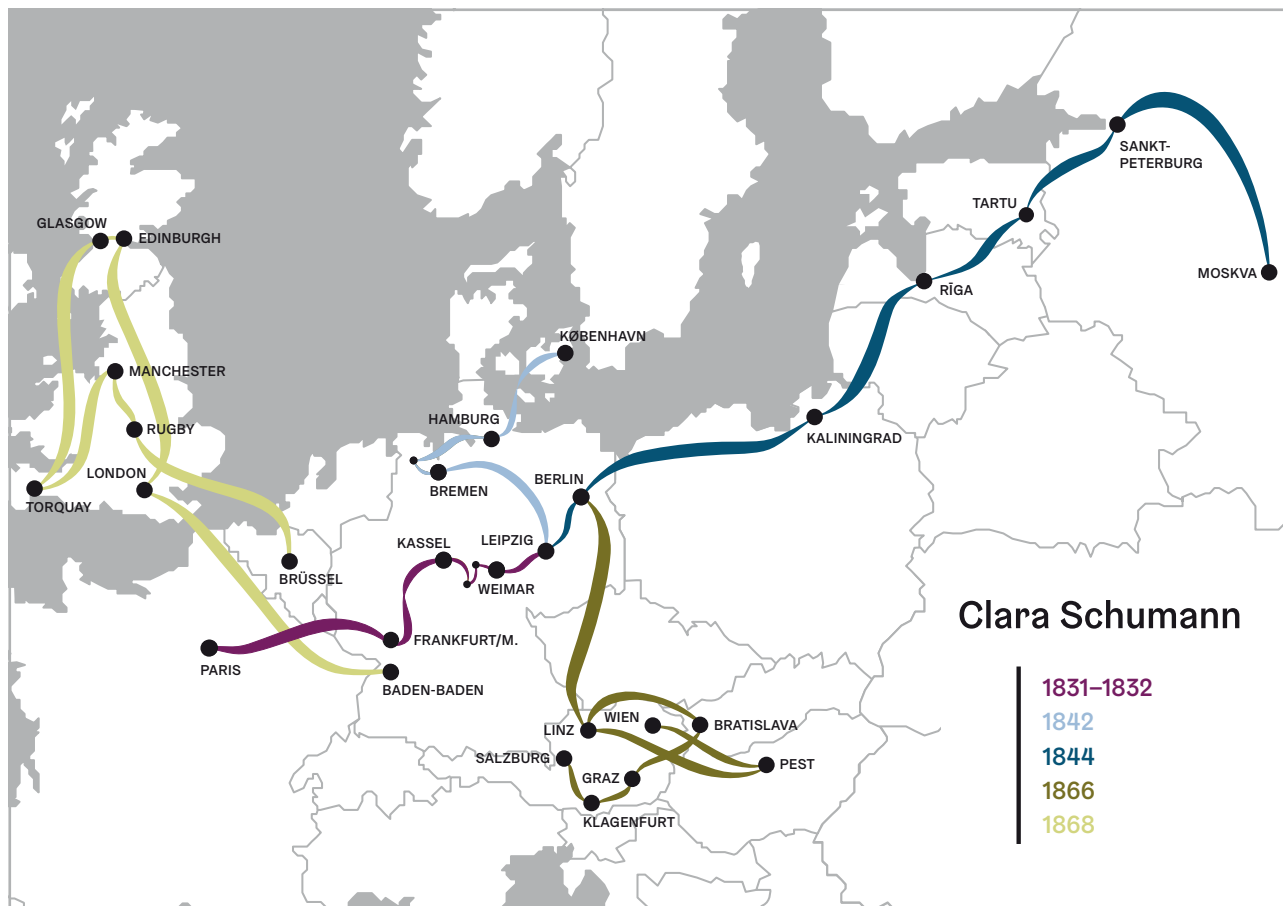 SANKT-
PETERBURG
TARTU
GLASGOW
EDINBURGH
MOSKVA
RĪGA
KØBENHAVN
MANCHESTER
HAMBURG
RUGBY
KALININGRAD
LONDON
BERLIN
BREMEN
TORQUAY
KASSEL
LEIPZIG
BRÜSSEL
WEIMAR
Clara Schumann
FRANKFURT/M.
PARIS
BADEN-BADEN
1831–1832
1842
1844
1866
1868
WIEN
LINZ
BRATISLAVA
SALZBURG
PEST
GRAZ
KLAGENFURT